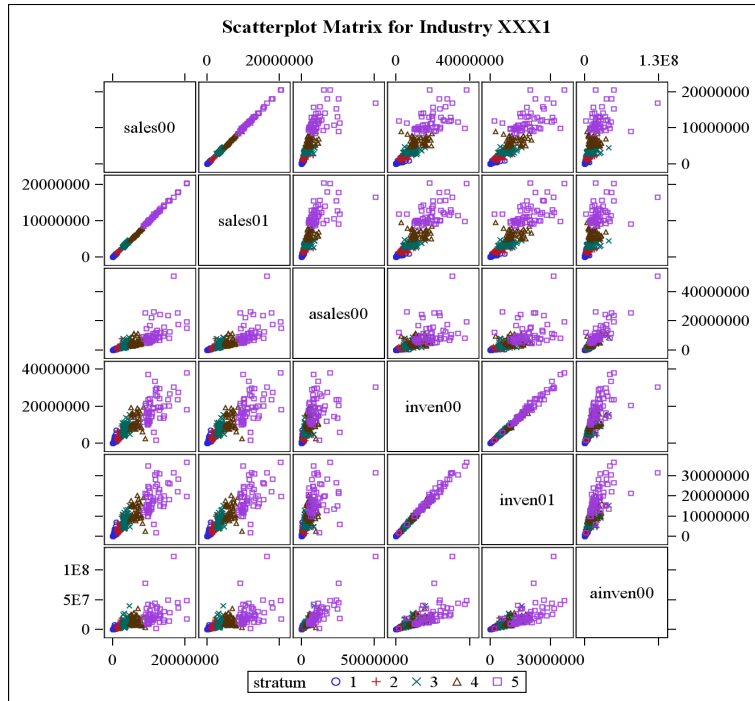 Scatterplot Matrix for Industry XXX1
0 20000000 0 40000000 0 1.3E8
sales00
20000000
10000000
0
20000000
10000000
0
sales01
asales00
40000000
20000000
0
40000000
20000000
0
inven00
inven01
30000000
20000000
10000000
0
1E8
5E7
0
ainven00
0 20000000 0 50000000 0 30000000
stratum 1 2 3 4 5